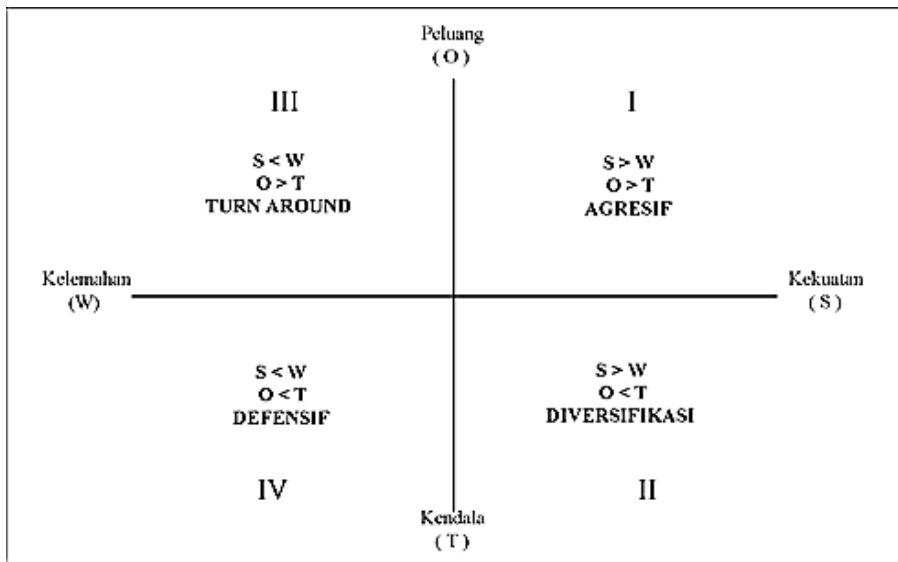 Peluang
( O )
III
I
S < W
O > T
TURN AROUND
S > W
O > T
AGRESIF
Kelemahan
(W)
Kekuatan
( S )
S < W
O < T
DEFENSIF
S > W
O < T
DIVERSIFIKASI
IV
II
Kendala
( T )